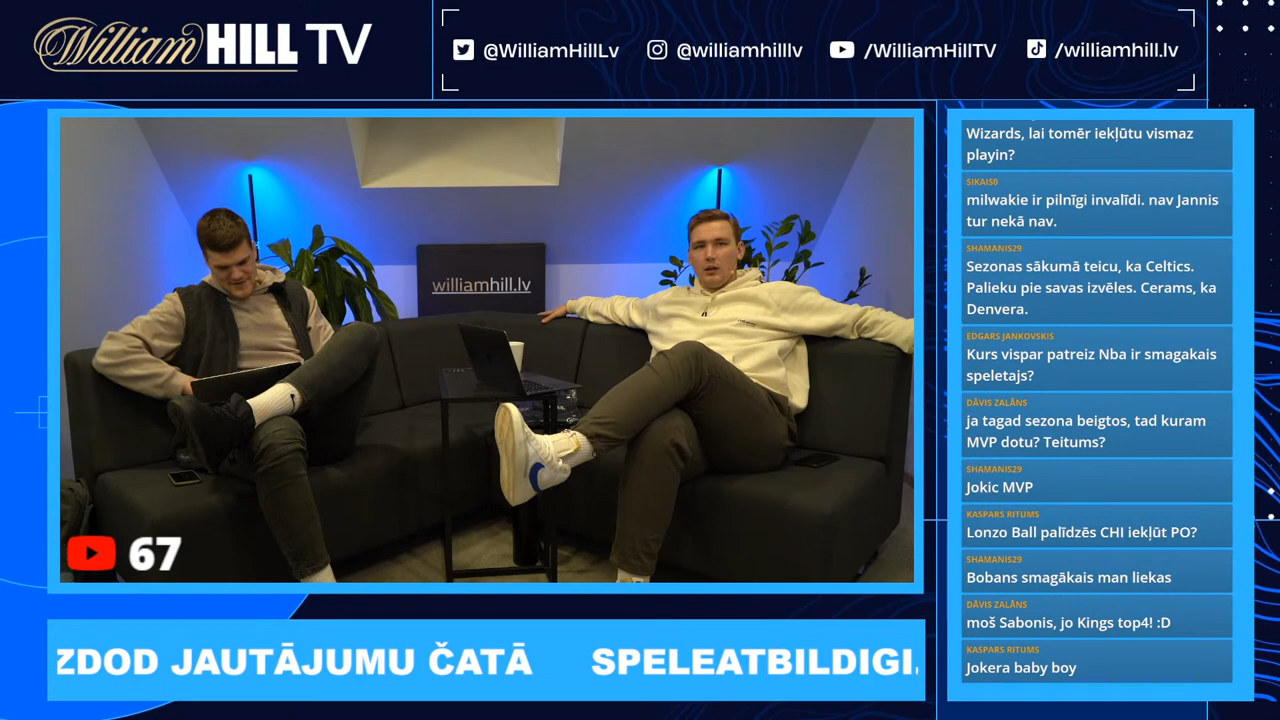 William HILL TV
@WilliamHillLv
@williamhilllv
/WilliamHillTV
/williamhill.lv
williamhill.lv
67
Wizards, lai tomēr iekļūtu vismaz
playin?
SIKAIS0
milwakie ir pilnīgi invalīdi. nav Jannis
tur nekā nav.
SHAMANIS29
Sezonas sākumā teicu, ka Celtics.
Palieku pie savas izvēles. Cerams, ka
Denvera.
EDGARS JANKOVSKIS
Kurs vispar patreiz Nba ir smagakais
speletajs?
DĀVIS ZALĀNS
ja tagad sezona beigtos, tad kuram
MVP dotu? Teitums?
SHAMANIS29
Jokic MVP
KASPARS RITUMS
Lonzo Ball palīdzēs CHI iekļūt PO?
SHAMANIS29
Bobans smagākais man liekas
DĀVIS ZALĀNS
moš Sabonis, jo Kings top4! :D
KASPARS RITUMS
Jokera baby boy
ZDOD JAUTĀJUMU ČATĀ SPELEATBILDIGI.